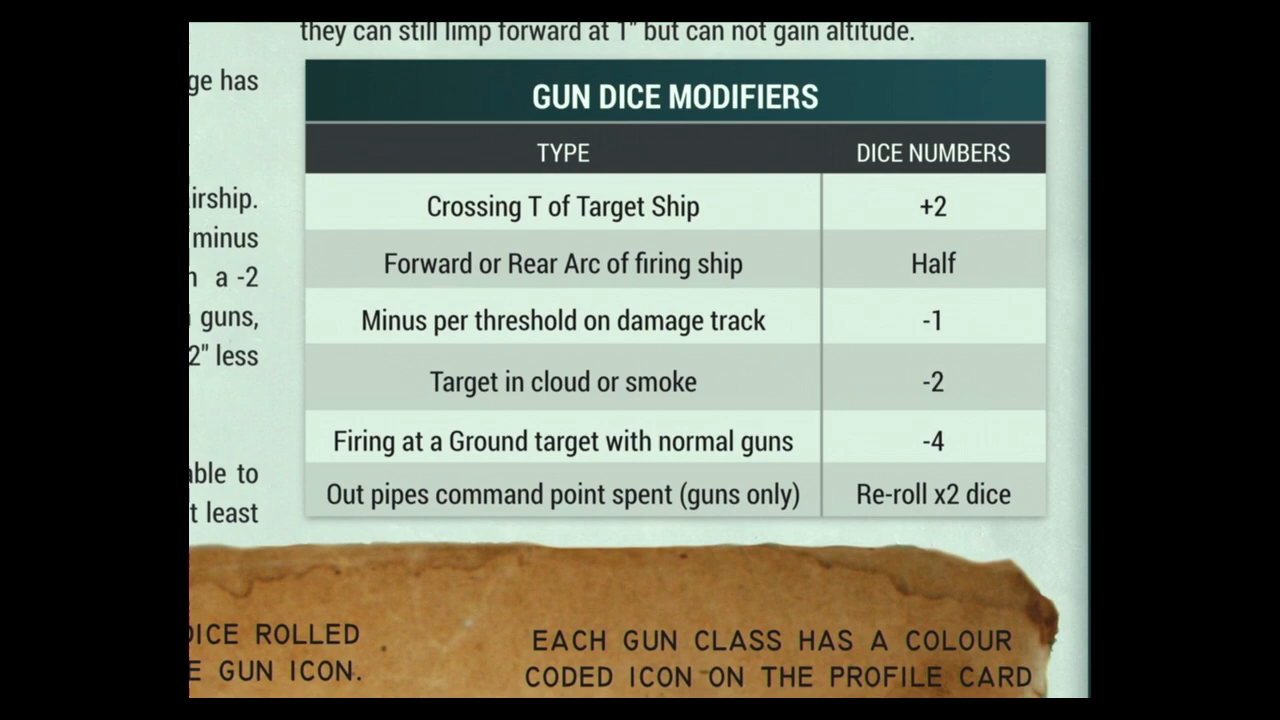 they can still limp forward at 1" but can not gain altitude.
has
minus
a -2
guns,
2" less
to
least
GUN DICE MODIFIERS
TYPE DICE NUMBERS
Crossing T of Target Ship +2
Forward or Rear Arc of firing ship Half
Minus per threshold on damage track -1
Target in cloud or smoke -2
Firing at a Ground target with normal guns -4
Out pipes command point spent (guns only) Re-roll x2 dice
ROLLED
GUN ICON.
EACH GUN CLASS HAS A COLOUR
CODED ICON ON THE PROFILE CARD